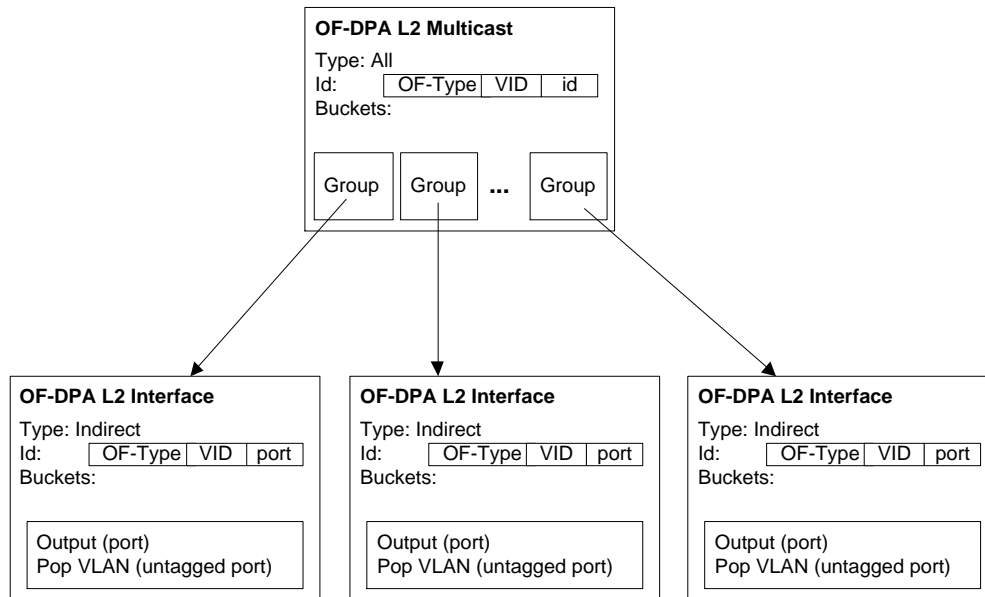 OF-DPA L2 Multicast
Type: All
Id: OF-Type VID id
Buckets:
Group Group ... Group
OF-DPA L2 Interface
Type: Indirect
Id: OF-Type VID port
Buckets:
Output (port)
Pop VLAN (untagged port)
OF-DPA L2 Interface
Type: Indirect
Id: OF-Type VID port
Buckets:
Output (port)
Pop VLAN (untagged port)
OF-DPA L2 Interface
Type: Indirect
Id: OF-Type VID port
Buckets:
Output (port)
Pop VLAN (untagged port)